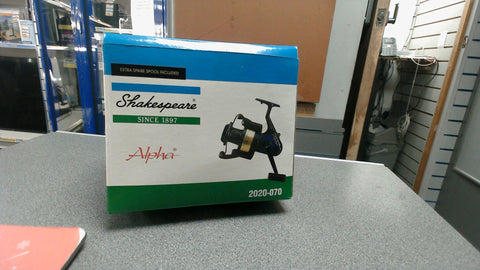 EXTRA SPARE SPOOL INCLUDED
Shakespeare®
SINCE 1897
Alpha®
2020-070